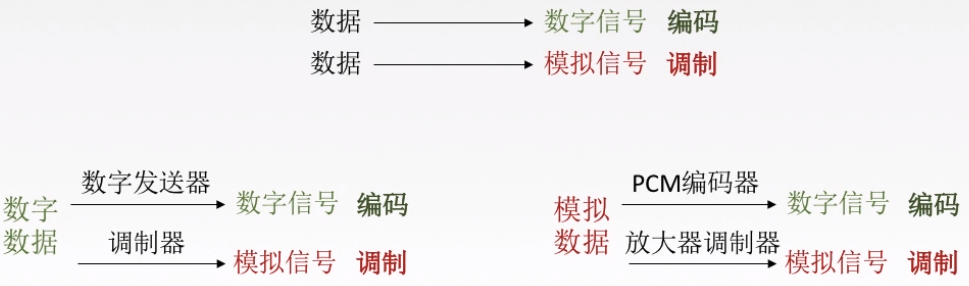 数据 数字信号 编码
数据 模拟信号 调制
数字数据
数字发送器
数字信号 编码
调制器
模拟信号 调制
模拟数据
PCM编码器
数字信号 编码
放大器调制器
模拟信号 调制